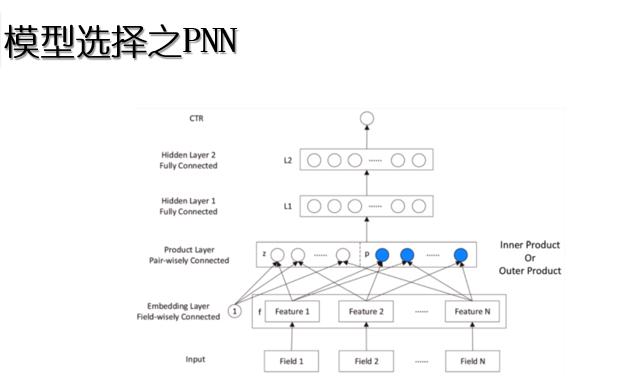 模型选择之PNN
CTR
Hidden Layer 2
Fully Connected
L2
......
Hidden Layer 1
Fully Connected
L1
......
Product Layer
Pair-wisely Connected
z
......
p
......
Inner Product
Or
Outer Product
Embedding Layer
Field-wisely Connected
1
f
Feature 1
Feature 2
......
Feature N
Input
Field 1
Field 2
......
Field N